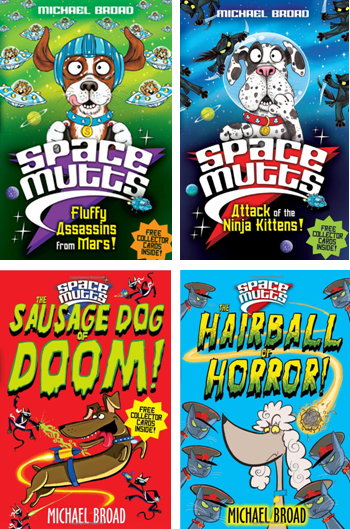 MICHAEL BROAD
SPACE
MUTTS
Fluffy
Assassins
from Mars!
FREE
COLLECTOR
CARDS
INSIDE!
MICHAEL BROAD
SPACE
MUTTS
Attack of the
Ninja Kittens!
FREE
COLLECTOR
CARDS
INSIDE!
SPACE
MUTTS
THE
SAUSAGE DOG
OF
DOOM!
FREE
COLLECTOR
CARDS
INSIDE!
MICHAEL BROAD
SPACE
MUTTS
THE
HAIRBALL
OF
HORROR!
MICHAEL BROAD